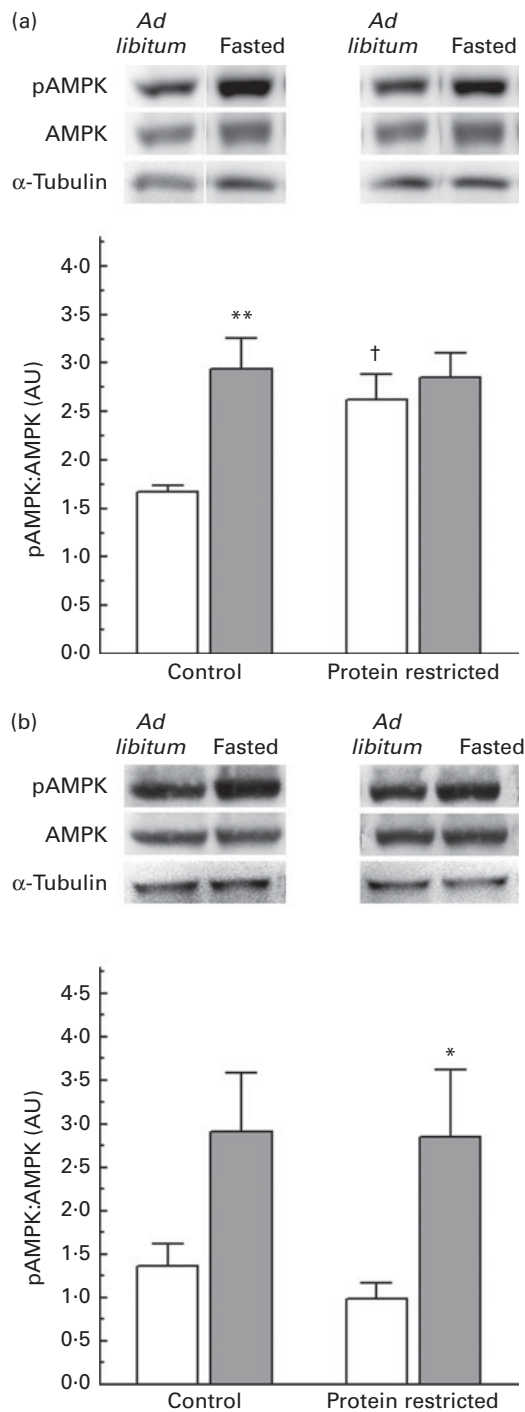 (a)
Ad libitum Fasted Ad libitum Fasted
pAMPK
AMPK
α-Tubulin
4·0
3·5
3·0
2·5
2·0
1·5
1·0
0·5
0·0
pAMPK:AMPK (AU)
**
†
Control Protein restricted
(b)
Ad libitum Fasted Ad libitum Fasted
pAMPK
AMPK
α-Tubulin
4·5
4·0
3·5
3·0
2·5
2·0
1·5
1·0
0·5
0·0
pAMPK:AMPK (AU)
*
Control Protein restricted